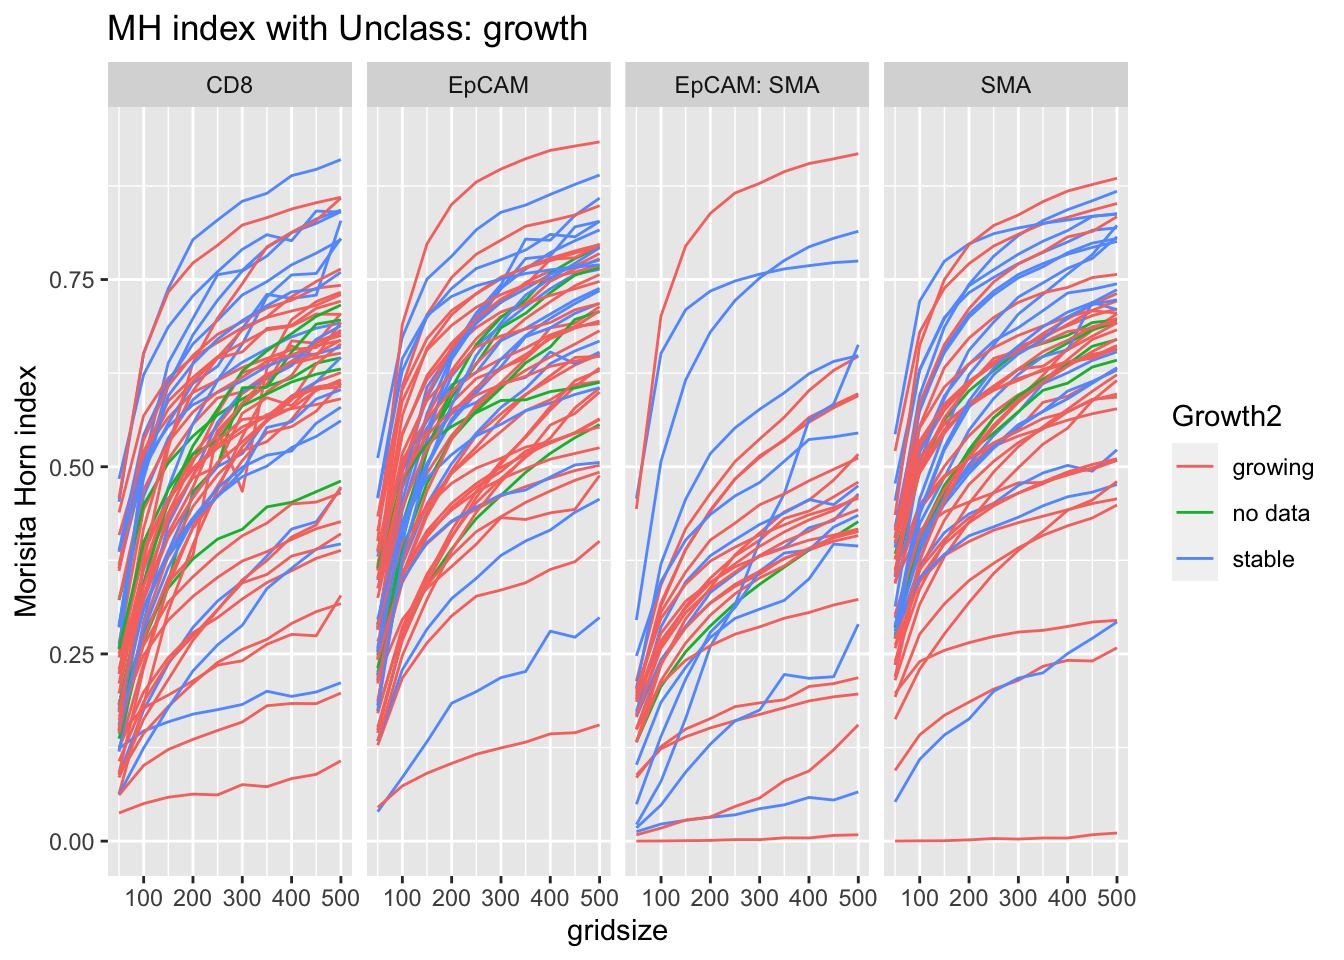 MH index with Unclass: growth
CD8 EpCAM EpCAM: SMA SMA
Morisita Horn index
0.75
0.50
0.25
0.00
100 200 300 400 500 100 200 300 400 500 100 200 300 400 500 100 200 300 400 500
gridsize
Growth2
growing
no data
stable